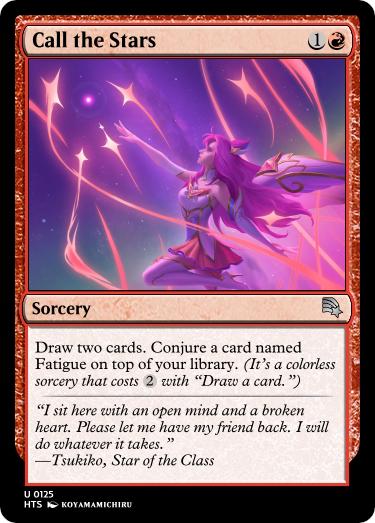 Call the Stars 1
Sorcery
Draw two cards. Conjure a card named
Fatigue on top of your library. (It's a colorless
sorcery that costs 2 with “Draw a card.”)
“I sit here with an open mind and a broken
heart. Please let me have my friend back. I will
do whatever it takes.”
—Tsukiko, Star of the Class
U 0125
HTS KOYAMAMICHIRU